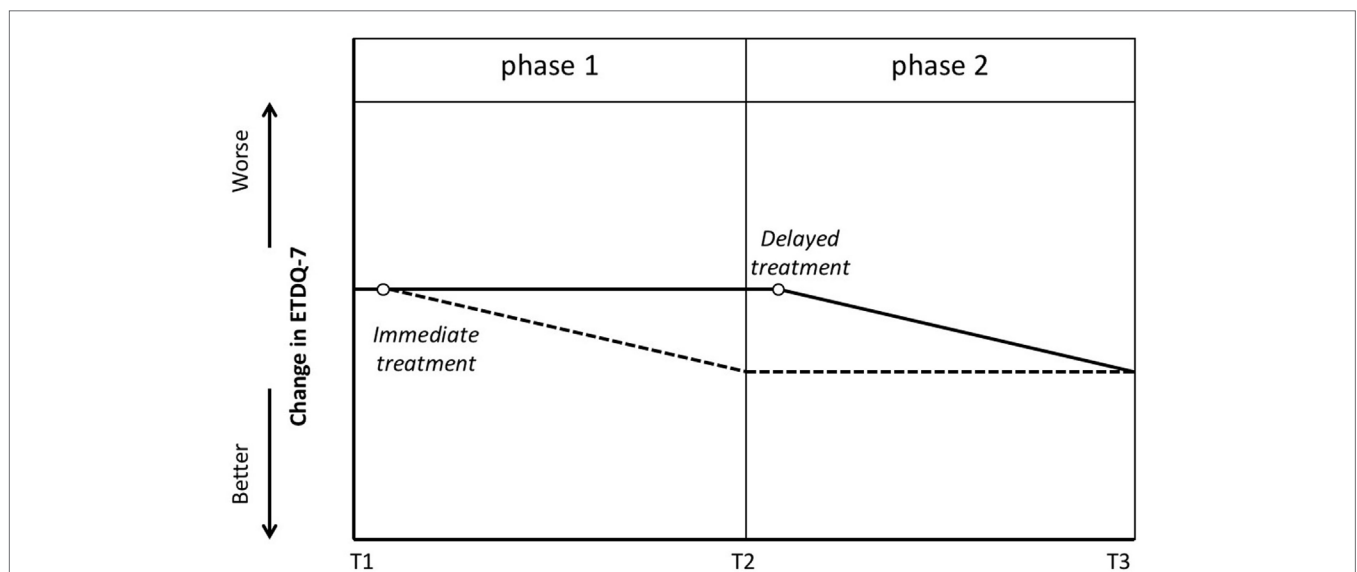 phase 1
phase 2
Worse
Change in ETDQ-7
Better
Delayed
treatment
Immediate
treatment
T1
T2
T3